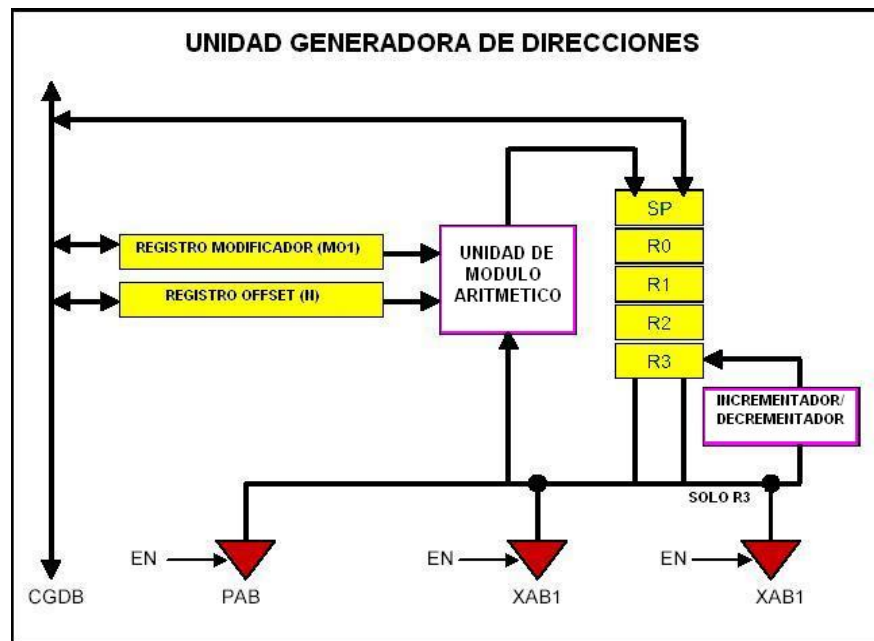 UNIDAD GENERADORA DE DIRECCIONES
SP
REGISTRO MODIFICADOR (MO1)
UNIDAD DE
MODULO
ARITMETICO
R0
REGISTRO OFFSET (N)
R1
R2
R3
INCREMENTADOR/
DECREMENTADOR
SOLO R3
EN
EN
EN
CGDB
PAB
XAB1
XAB1